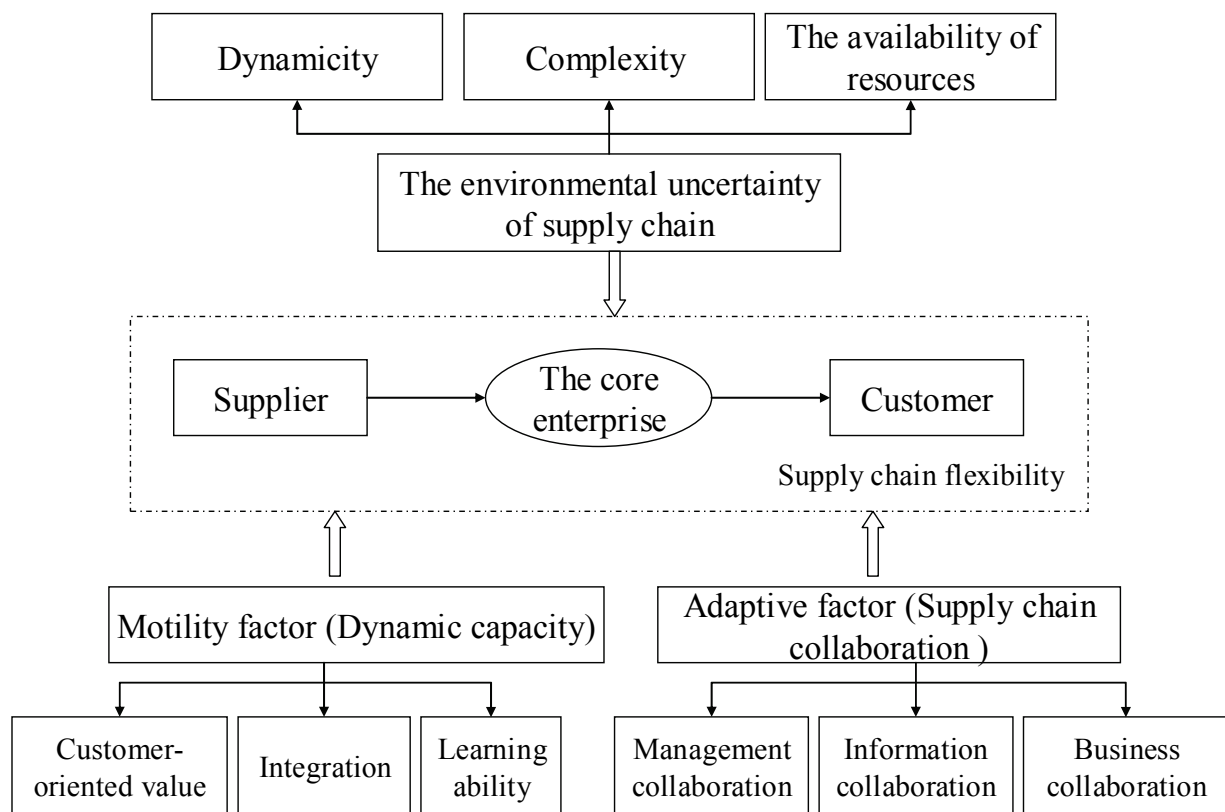 Dynamicity
Complexity
The availability of
resources
The environmental uncertainty
of supply chain
Supplier
The core
enterprise
Customer
Supply chain flexibility
Motility factor (Dynamic capacity)
Adaptive factor (Supply chain
collaboration )
Customer-
oriented value
Integration
Learning
ability
Management
collaboration
Information
collaboration
Business
collaboration